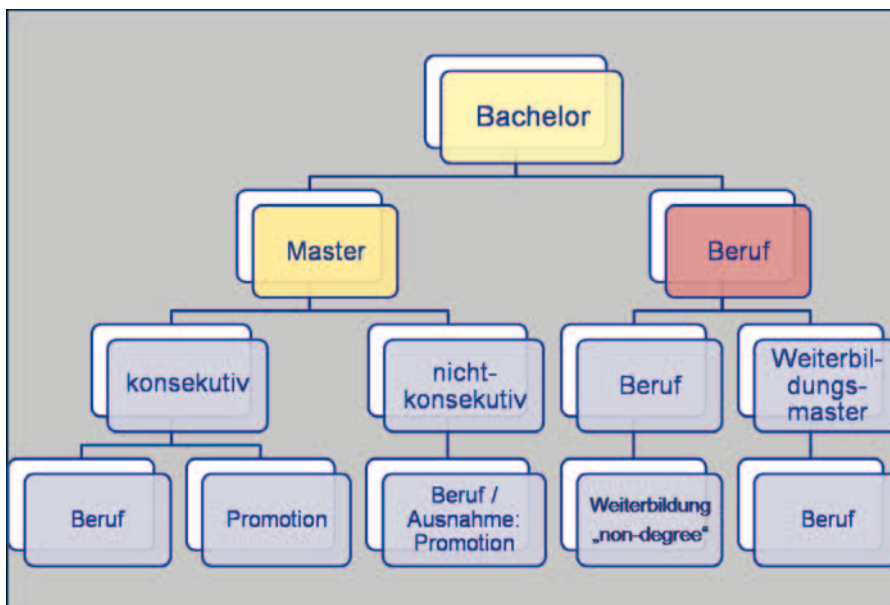 Bachelor
Master
Beruf
konsekutiv
nicht-
konsekutiv
Beruf
Weiterbil-
dungs-
master
Beruf
Promotion
Beruf /
Ausnahme:
Promotion
Weiterbildung
„non-degree“
Beruf